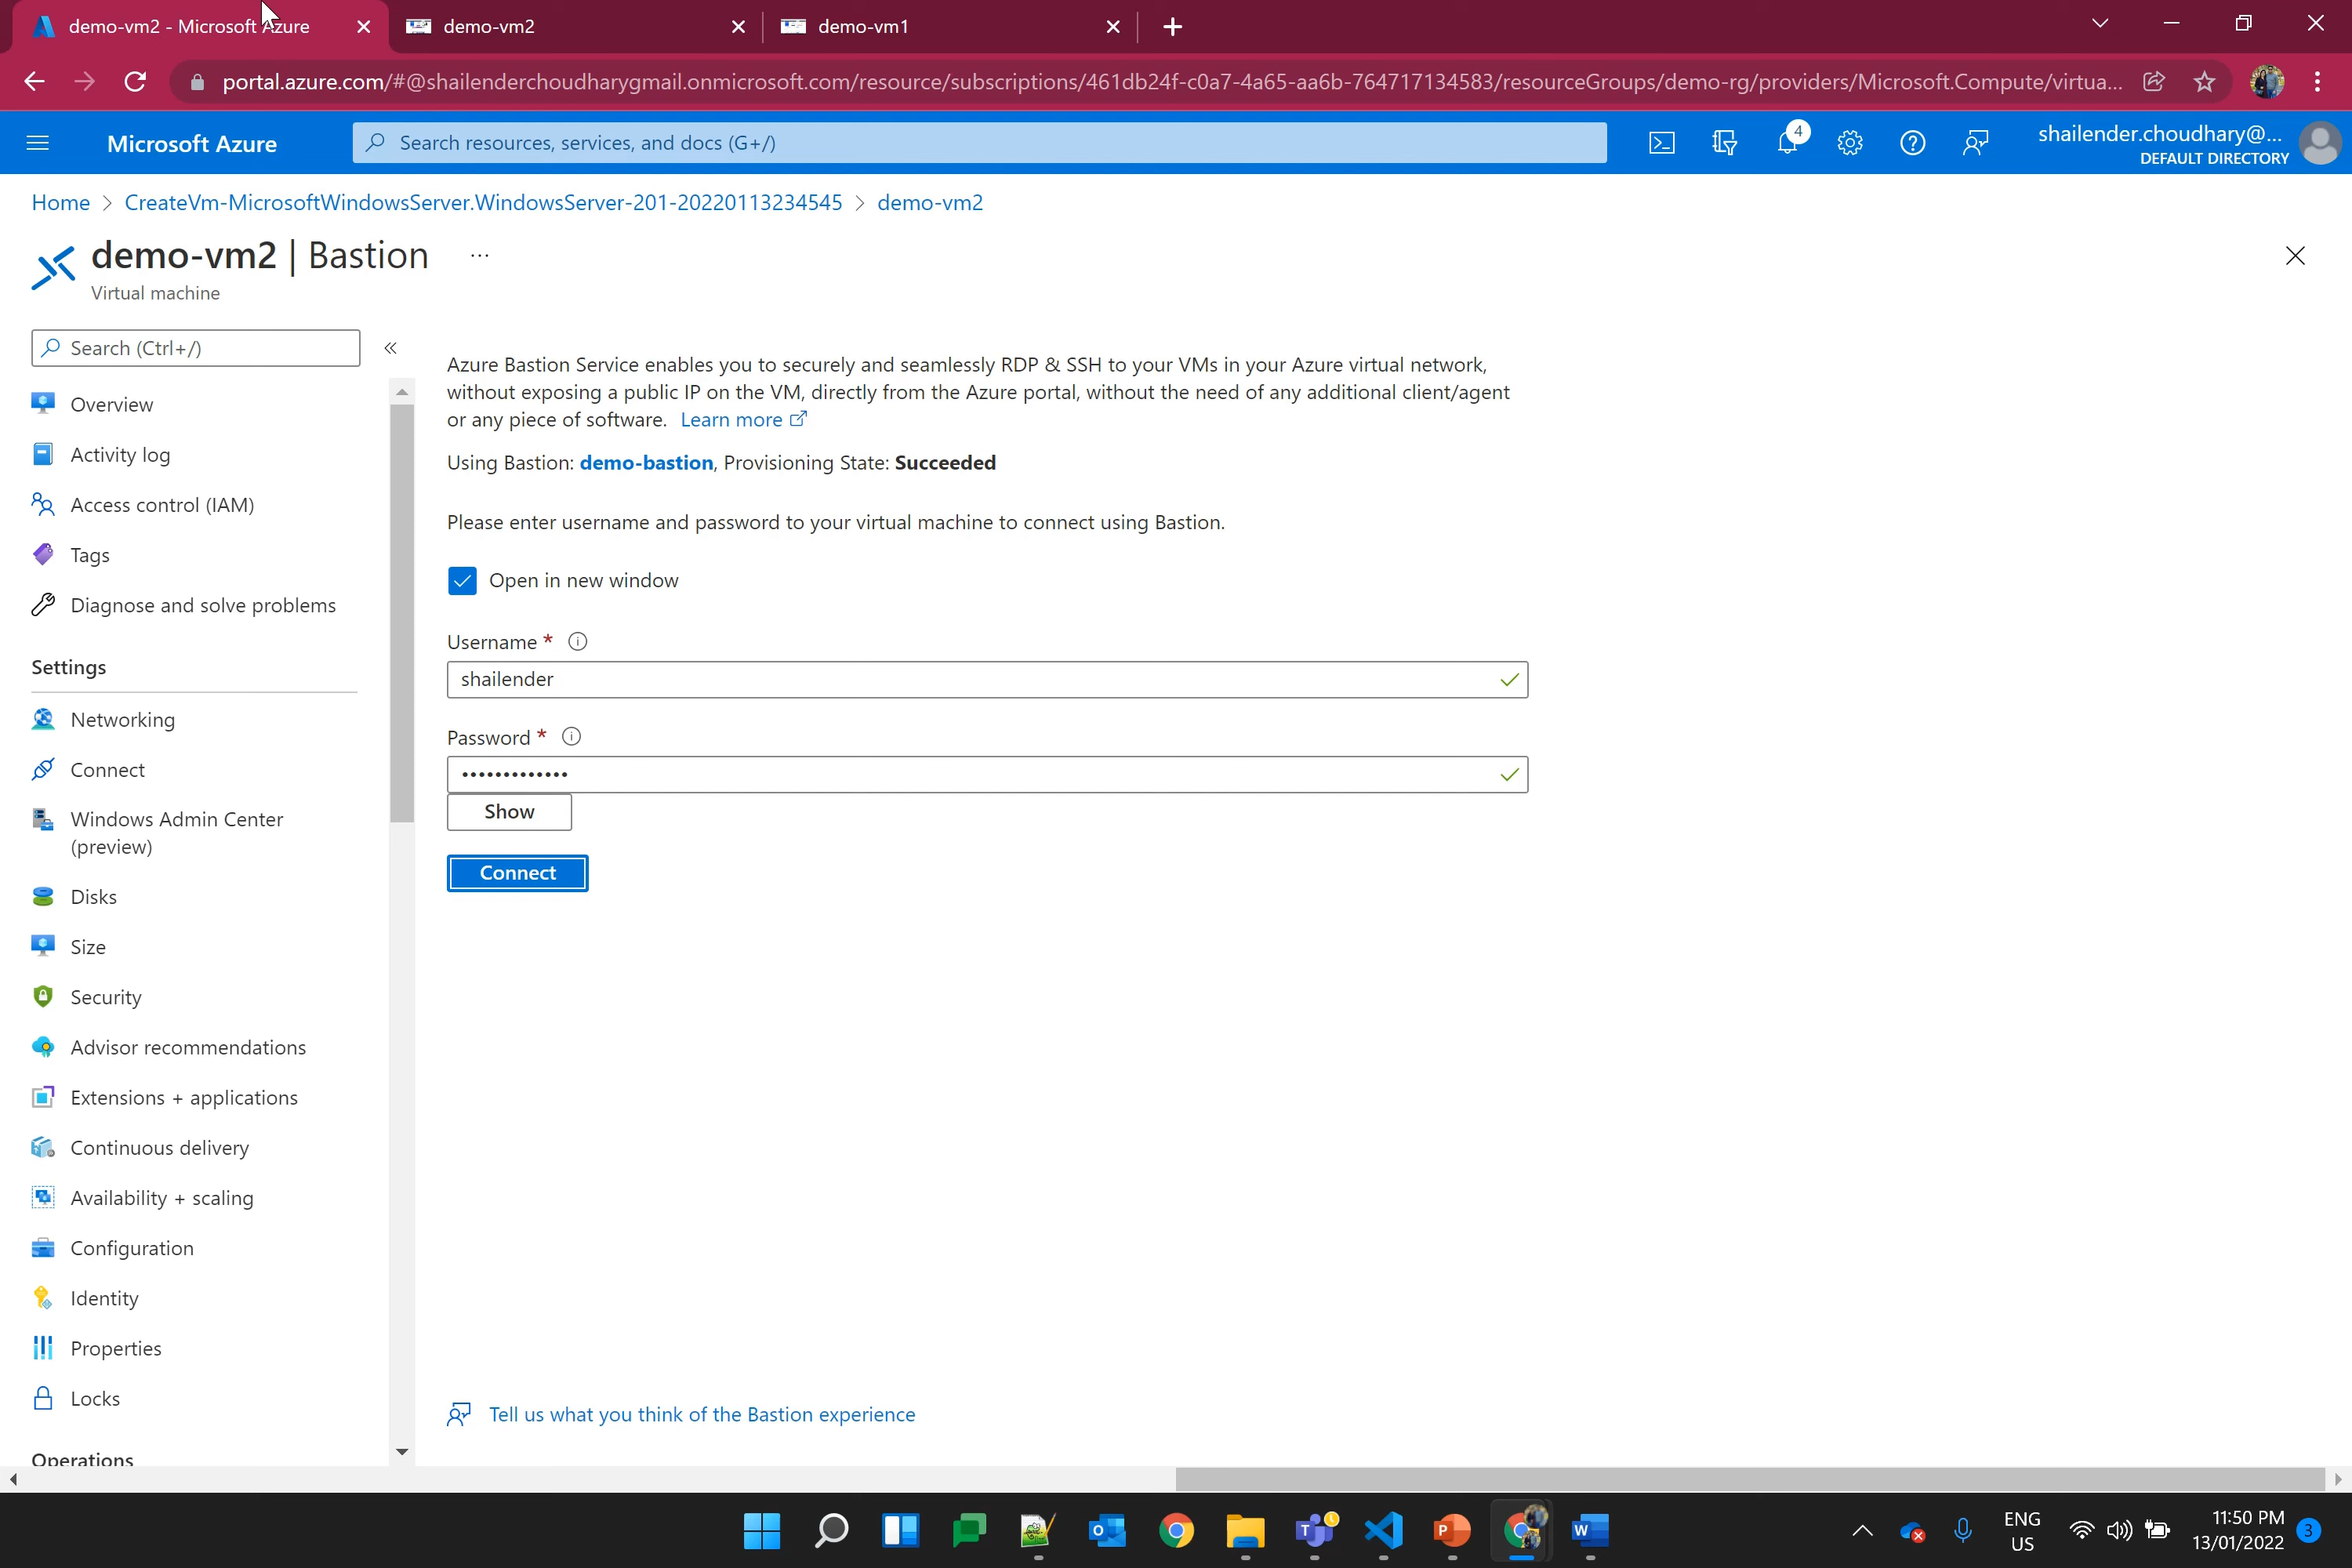 demo-vm2 - Microsoft Azure
demo-vm2
demo-vm1
portal.azure.com/#@shailenderchoudharygmail.onmicrosoft.com/resource/subscriptions/461db24f-c0a7-4a65-aa6b-764717134583/resourceGroups/demo-rg/providers/Microsoft.Compute/virtua...
Microsoft Azure
Search resources, services, and docs (G+/)
4
shailender.choudhary@...
DEFAULT DIRECTORY
Home > CreateVm-MicrosoftWindowsServer.WindowsServer-201-20220113234545 > demo-vm2
demo-vm2 | Bastion ...
Virtual machine
Search (Ctrl+/)
Overview
Activity log
Access control (IAM)
Tags
Diagnose and solve problems
Settings
Networking
Connect
Windows Admin Center
(preview)
Disks
Size
Security
Advisor recommendations
Extensions + applications
Continuous delivery
Availability + scaling
Configuration
Identity
Properties
Locks
Operations
Azure Bastion Service enables you to securely and seamlessly RDP & SSH to your VMs in your Azure virtual network,
without exposing a public IP on the VM, directly from the Azure portal, without the need of any additional client/agent
or any piece of software. Learn more
Using Bastion: demo-bastion, Provisioning State: Succeeded
Please enter username and password to your virtual machine to connect using Bastion.
Open in new window
Username *
shailender
Password *
•••••••••••••
Show
Connect
Tell us what you think of the Bastion experience
ENG
US
11:50 PM
13/01/2022
3